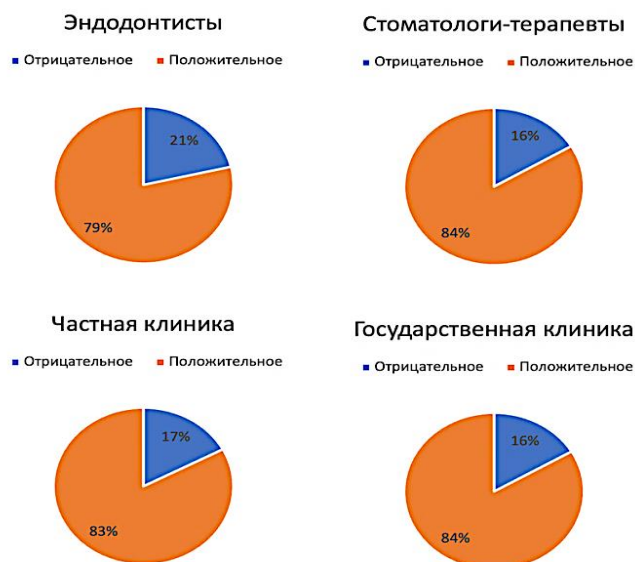 Эндодонтисты
Отрицательное Положительное
21%
79%
Стоматологи-терапевты
Отрицательное Положительное
16%
84%
Частная клиника
Отрицательное Положительное
17%
83%
Государственная клиника
Отрицательное Положительное
16%
84%